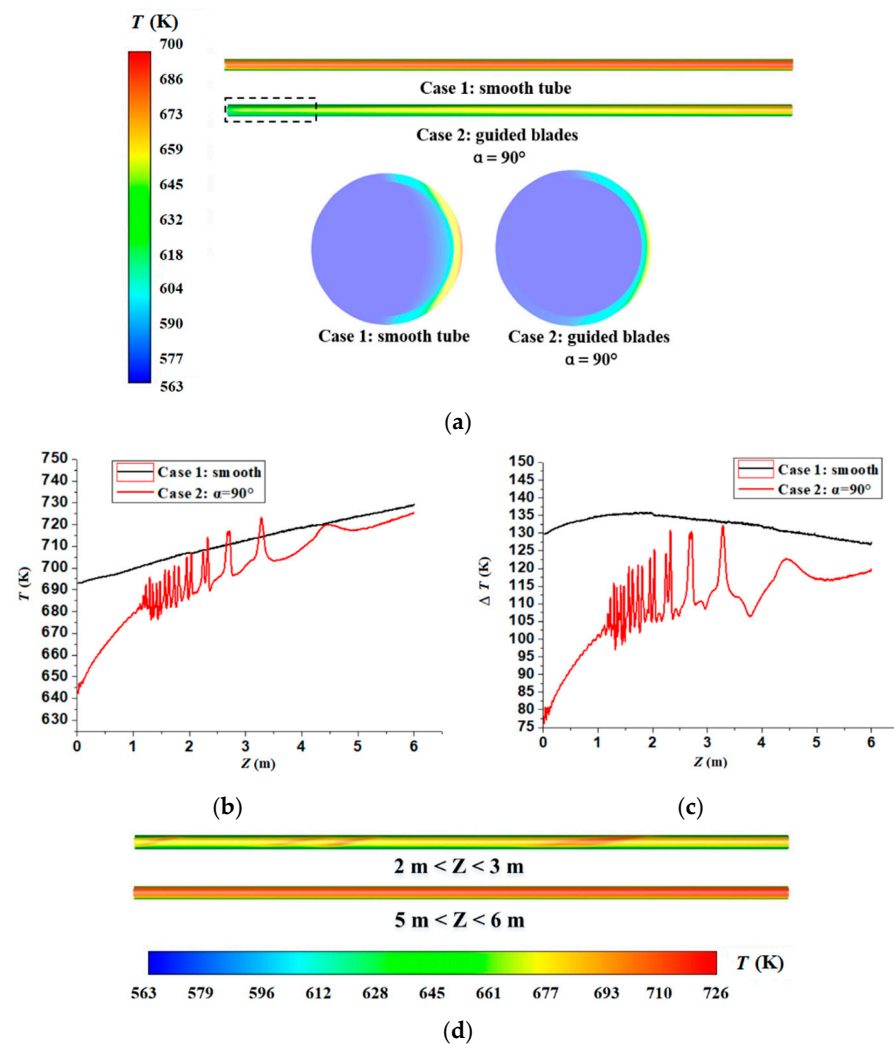 T (K)
700
686
673
659
645
632
618
604
590
577
563
Case 1: smooth tube
Case 2: guided blades
α = 90°
Case 1: smooth tube
Case 2: guided blades
α = 90°
(a)
750
740
730
720
710
700
690
680
670
660
650
640
630
T (K)
Case 1: smooth
Case 2: α=90°
0 1 2 3 4 5 6
Z (m)
(b)
150
145
140
135
130
125
120
115
110
105
100
95
90
85
80
75
Δ T (K)
Case 1: smooth
Case 2: α=90°
0 1 2 3 4 5 6
Z (m)
(c)
2 m < Z < 3 m
5 m < Z < 6 m
T (K)
563 579 596 612 628 645 661 677 693 710 726
(d)